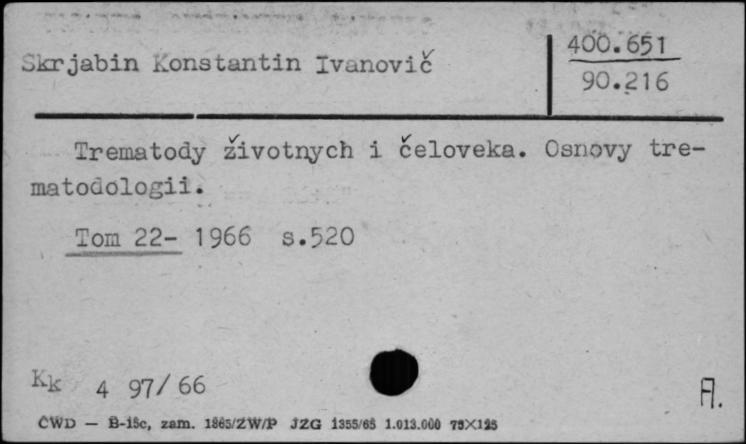 Skrjabin Konstantin Ivanovič
400.651
90.216
Trematody životnych i čeloveka. Osnovy tre-
matodologii.
Tom 22- 1966 s.520
Kk 4 97/66
A.
ČWD — B-15c, zam. 1865/ZW/P JZG 1355/65 1.013.000 75X125